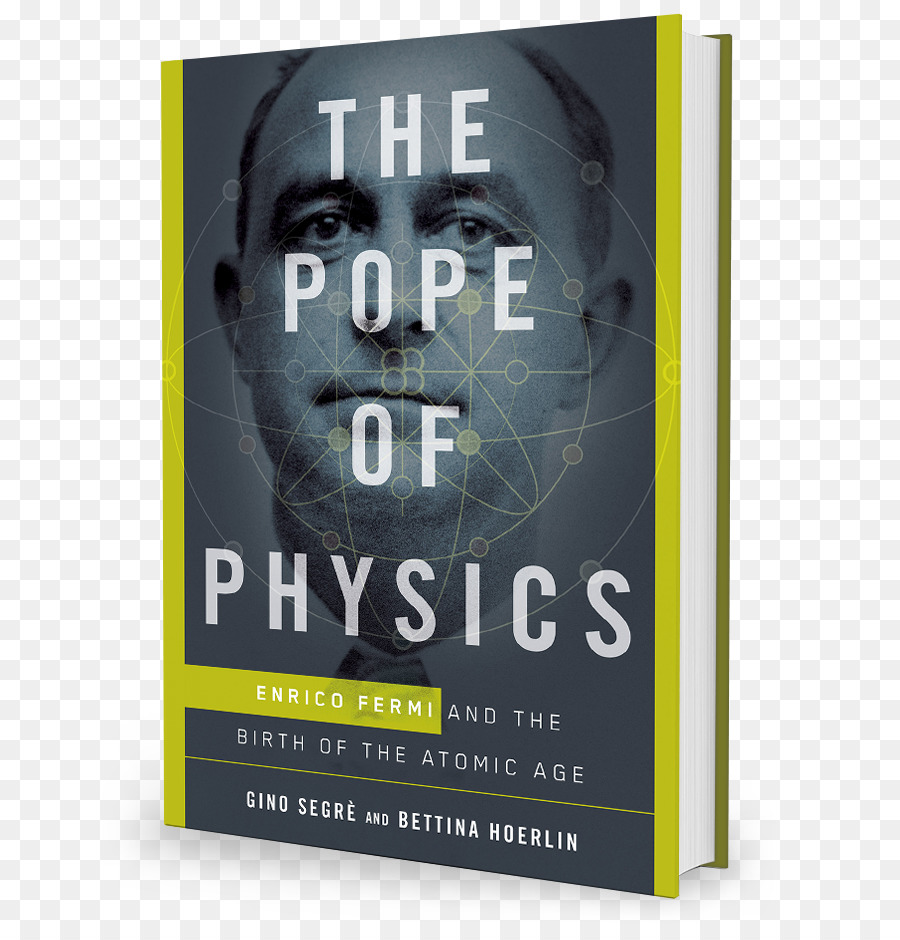 THE
POPE
OF
PHYSICS
ENRICO FERMI AND THE
BIRTH OF THE ATOMIC AGE
GINO SEGRÈ AND BETTINA HOERLIN